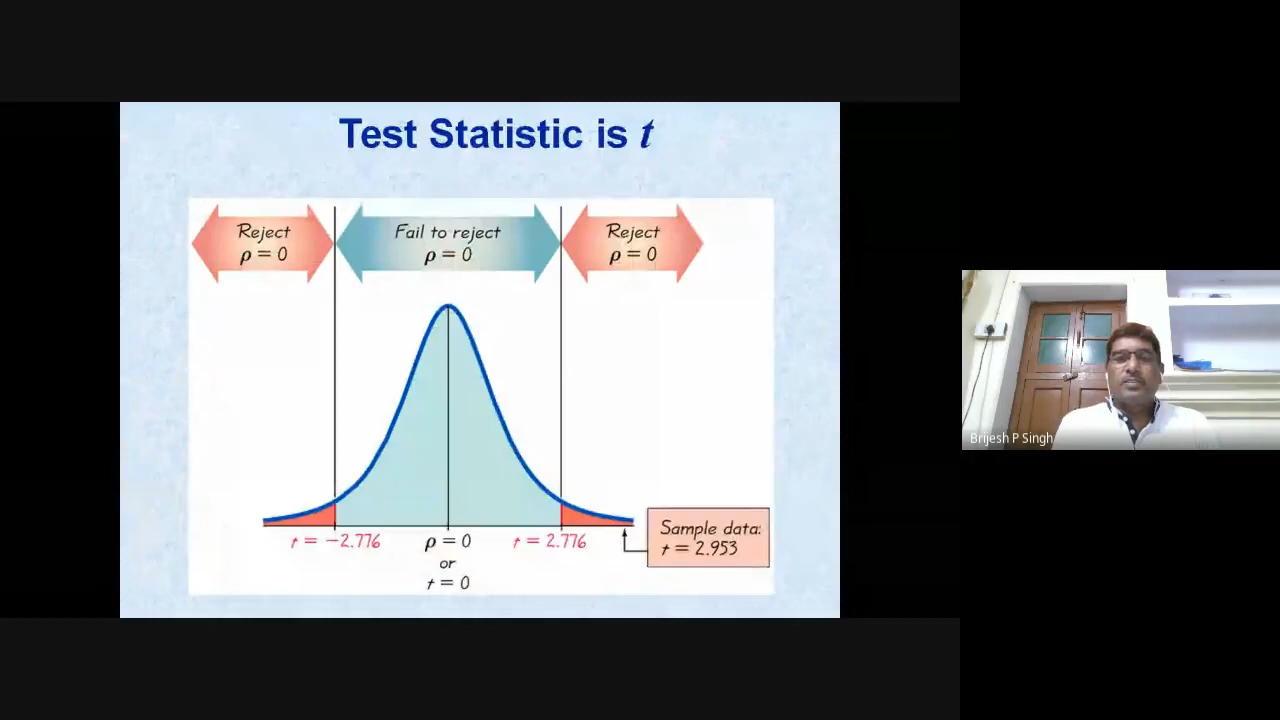 Test Statistic is t
Reject
ρ = 0
Fail to reject
ρ = 0
Reject
ρ = 0
t = −2.776
ρ = 0
or
t = 0
t = 2.776
Sample data:
t = 2.953
Brijesh P Singh